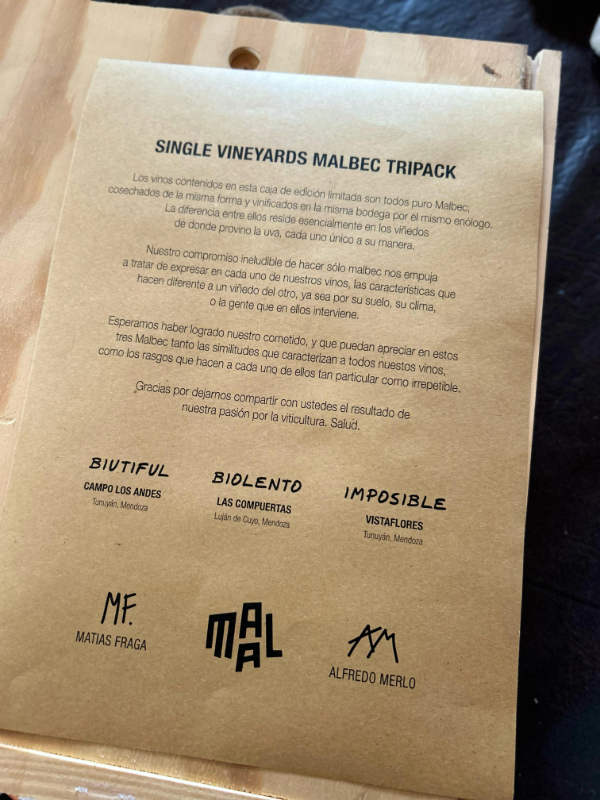 SINGLE VINEYARDS MALBEC TRIPACK
Los vinos contenidos en esta caja de edición limitada son todos puro Malbec,
cosechados de la misma forma y vinificados en la misma bodega por el mismo enólogo.
La diferencia entre ellos reside esencialmente en los viñedos
de donde provino la uva, cada uno único a su manera.
Nuestro compromiso ineludible de hacer sólo malbec nos empuja
a tratar de expresar en cada uno de nuestros vinos, las características que
hacen diferente a un viñedo del otro, ya sea por su suelo, su clima,
o la gente que en ellos interviene.
Esperamos haber logrado nuestro cometido, y que puedan apreciar en estos
tres Malbec tanto las similitudes que caracterizan a todos nuestos vinos,
como los rasgos que hacen a cada uno de ellos tan particular como irrepetible.
Gracias por dejarnos compartir con ustedes el resultado de
nuestra pasión por la viticultura. Salud.
BIUTIFUL
CAMPO LOS ANDES
Tunuyán, Mendoza
BIOLENTO
LAS COMPUERTAS
Luján de Cuyo, Mendoza
IMPOSIBLE
VISTAFLORES
Tunuyán, Mendoza
MF.
MATIAS FRAGA
MAAL
AM
ALFREDO MERLO